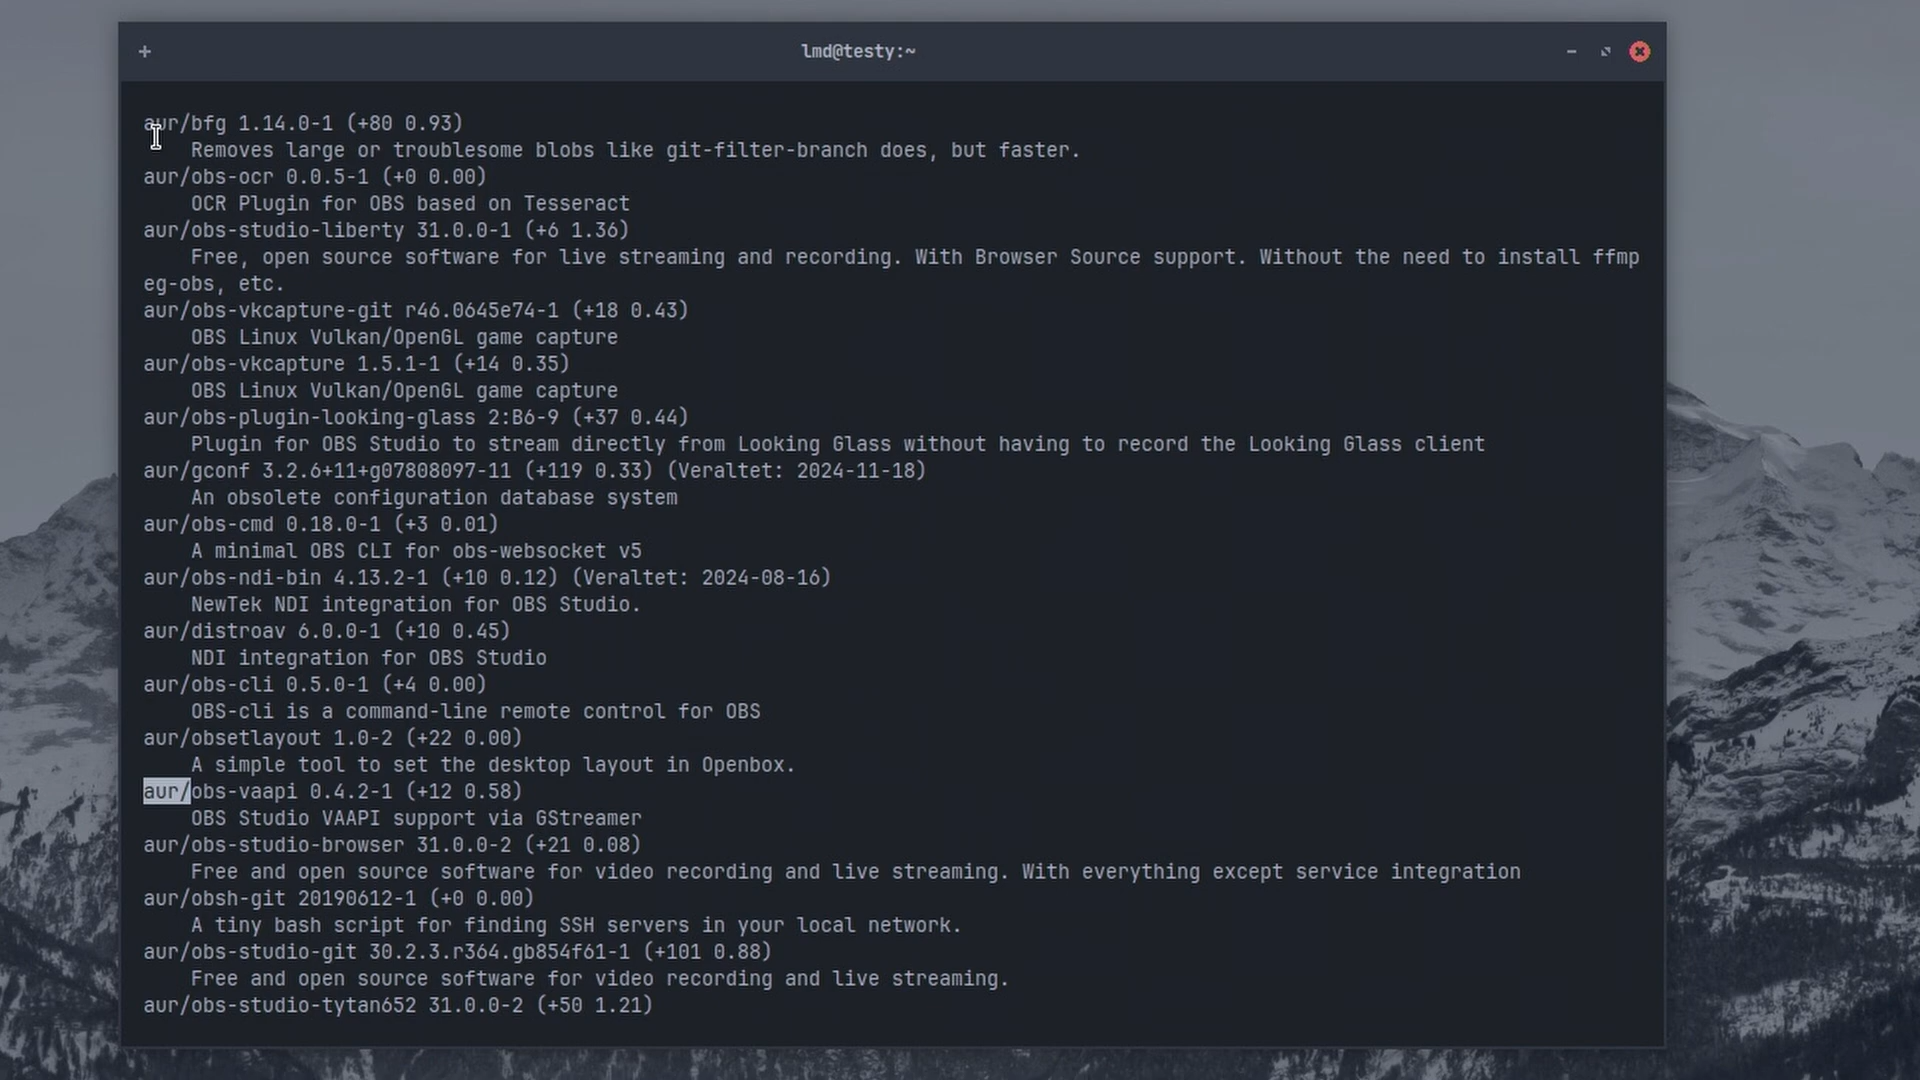 lmd@testy:~
aur/bfg 1.14.0-1 (+80 0.93)
Removes large or troublesome blobs like git-filter-branch does, but faster.
aur/obs-ocr 0.0.5-1 (+0 0.00)
OCR Plugin for OBS based on Tesseract
aur/obs-studio-liberty 31.0.0-1 (+6 1.36)
Free, open source software for live streaming and recording. With Browser Source support. Without the need to install ffmp
eg-obs, etc.
aur/obs-vkcapture-git r46.0645e74-1 (+18 0.43)
OBS Linux Vulkan/OpenGL game capture
aur/obs-vkcapture 1.5.1-1 (+14 0.35)
OBS Linux Vulkan/OpenGL game capture
aur/obs-plugin-looking-glass 2:B6-9 (+37 0.44)
Plugin for OBS Studio to stream directly from Looking Glass without having to record the Looking Glass client
aur/gconf 3.2.6+11+g07808097-11 (+119 0.33) (Veraltet: 2024-11-18)
An obsolete configuration database system
aur/obs-cmd 0.18.0-1 (+3 0.01)
A minimal OBS CLI for obs-websocket v5
aur/obs-ndi-bin 4.13.2-1 (+10 0.12) (Veraltet: 2024-08-16)
NewTek NDI integration for OBS Studio.
aur/distroav 6.0.0-1 (+10 0.45)
NDI integration for OBS Studio
aur/obs-cli 0.5.0-1 (+4 0.00)
OBS-cli is a command-line remote control for OBS
aur/obsetlayout 1.0-2 (+22 0.00)
A simple tool to set the desktop layout in Openbox.
aur/obs-vaapi 0.4.2-1 (+12 0.58)
OBS Studio VAAPI support via GStreamer
aur/obs-studio-browser 31.0.0-2 (+21 0.08)
Free and open source software for video recording and live streaming. With everything except service integration
aur/obsh-git 20190612-1 (+0 0.00)
A tiny bash script for finding SSH servers in your local network.
aur/obs-studio-git 30.2.3.r364.gb854f61-1 (+101 0.88)
Free and open source software for video recording and live streaming.
aur/obs-studio-tytan652 31.0.0-2 (+50 1.21)